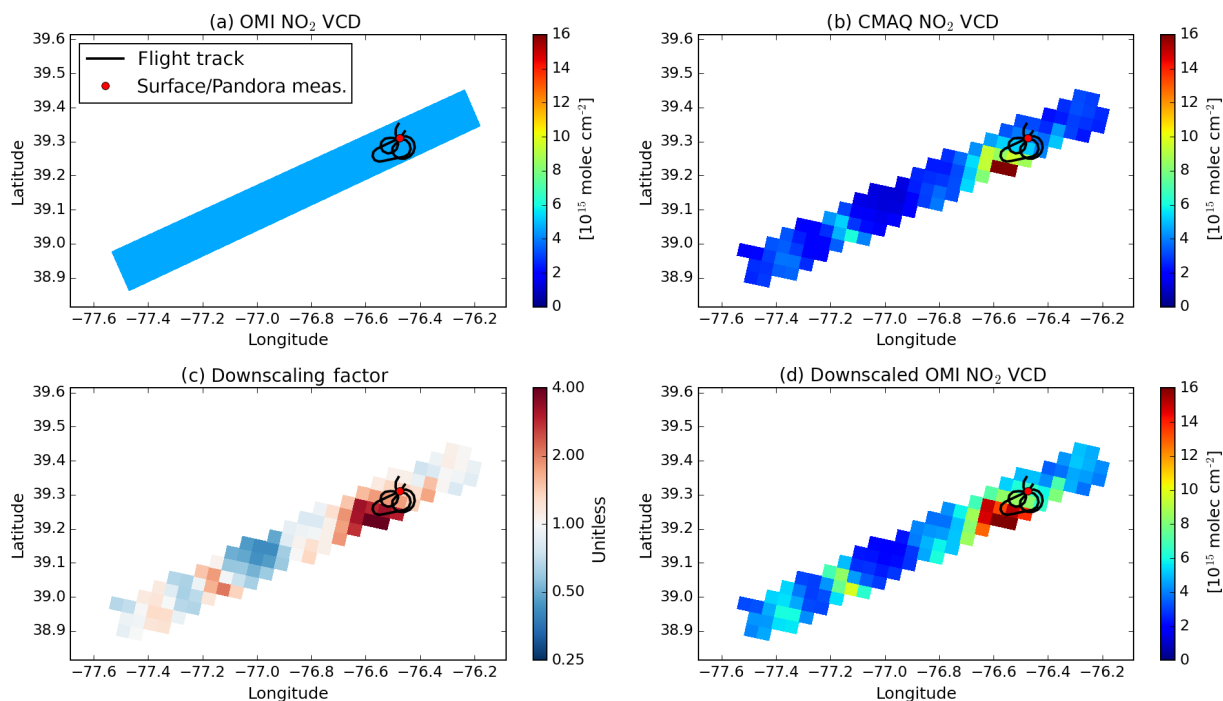 (a) OMI NO₂ VCD
39.6
39.5
39.4
39.3
39.2
39.1
39.0
38.9
Latitude
Flight track
Surface/Pandora meas.
−77.6 −77.4 −77.2 −77.0 −76.8 −76.6 −76.4 −76.2
Longitude
16
14
12
10
8
6
4
2
0
[10¹⁵ molec cm⁻²]
(b) CMAQ NO₂ VCD
39.6
39.5
39.4
39.3
39.2
39.1
39.0
38.9
Latitude
−77.6 −77.4 −77.2 −77.0 −76.8 −76.6 −76.4 −76.2
Longitude
16
14
12
10
8
6
4
2
0
[10¹⁵ molec cm⁻²]
(c) Downscaling factor
39.6
39.5
39.4
39.3
39.2
39.1
39.0
38.9
Latitude
−77.6 −77.4 −77.2 −77.0 −76.8 −76.6 −76.4 −76.2
Longitude
4.00
2.00
1.00
0.50
0.25
Unitless
(d) Downscaled OMI NO₂ VCD
39.6
39.5
39.4
39.3
39.2
39.1
39.0
38.9
Latitude
−77.6 −77.4 −77.2 −77.0 −76.8 −76.6 −76.4 −76.2
Longitude
16
14
12
10
8
6
4
2
0
[10¹⁵ molec cm⁻²]